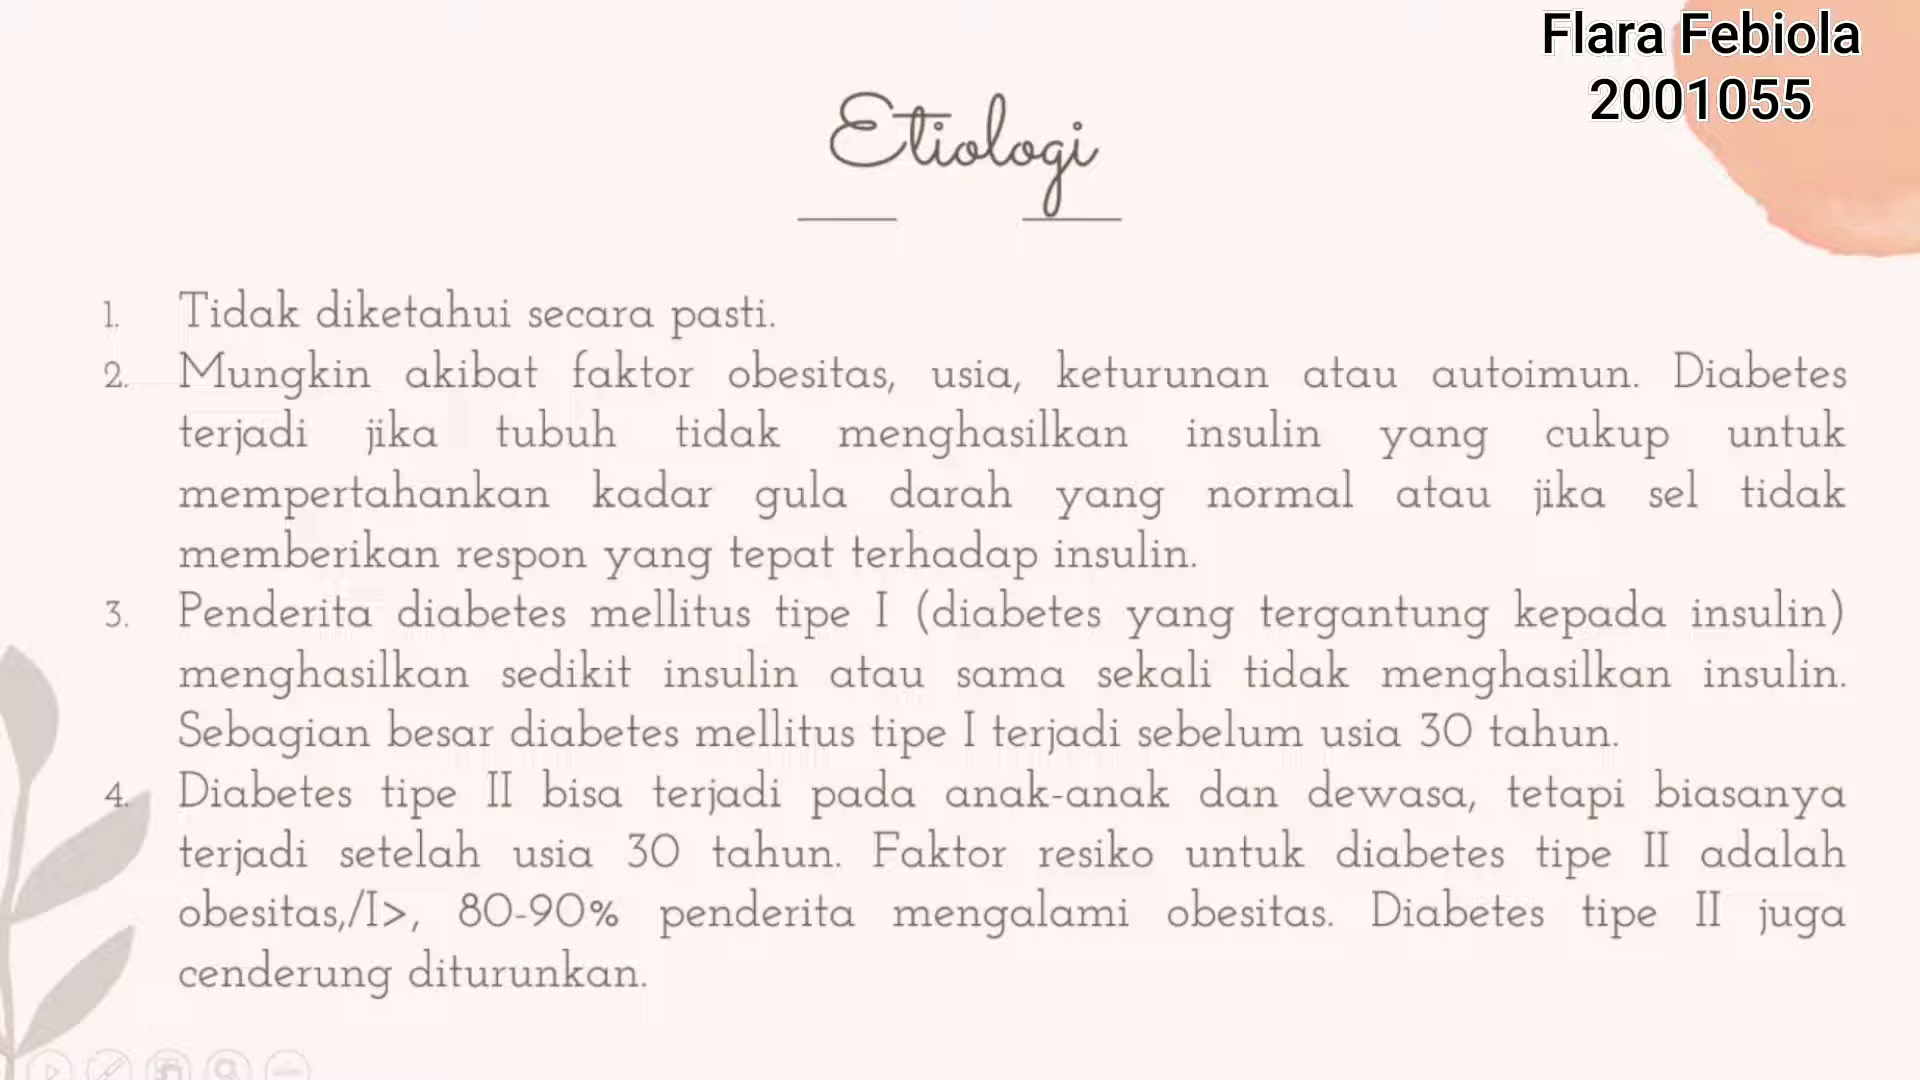 Flara Febiola
2001055
Etiologi
1. Tidak diketahui secara pasti.
2. Mungkin akibat faktor obesitas, usia, keturunan atau autoimun. Diabetes
terjadi jika tubuh tidak menghasilkan insulin yang cukup untuk
mempertahankan kadar gula darah yang normal atau jika sel tidak
memberikan respon yang tepat terhadap insulin.
3. Penderita diabetes mellitus tipe I (diabetes yang tergantung kepada insulin)
menghasilkan sedikit insulin atau sama sekali tidak menghasilkan insulin.
Sebagian besar diabetes mellitus tipe I terjadi sebelum usia 30 tahun.
4. Diabetes tipe II bisa terjadi pada anak-anak dan dewasa, tetapi biasanya
terjadi setelah usia 30 tahun. Faktor resiko untuk diabetes tipe II adalah
obesitas,/I>, 80-90% penderita mengalami obesitas. Diabetes tipe II juga
cenderung diturunkan.